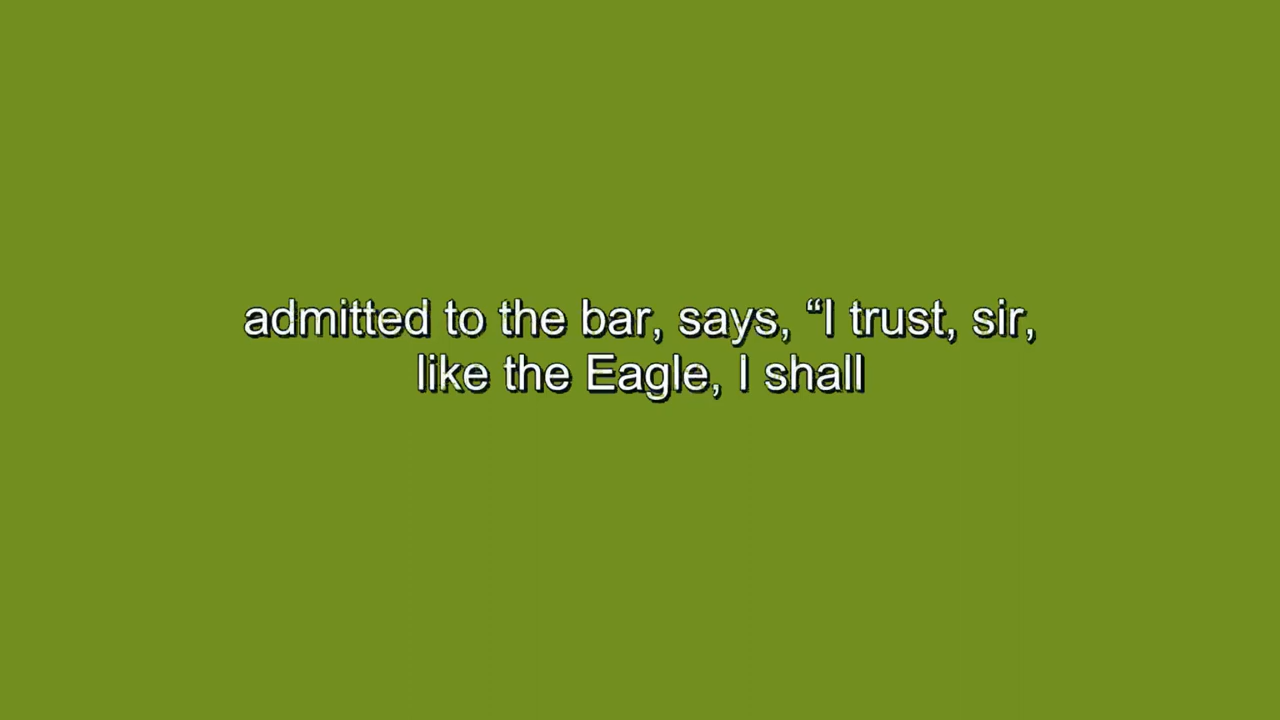 admitted to the bar, says, “I trust, sir,
like the Eagle, I shall